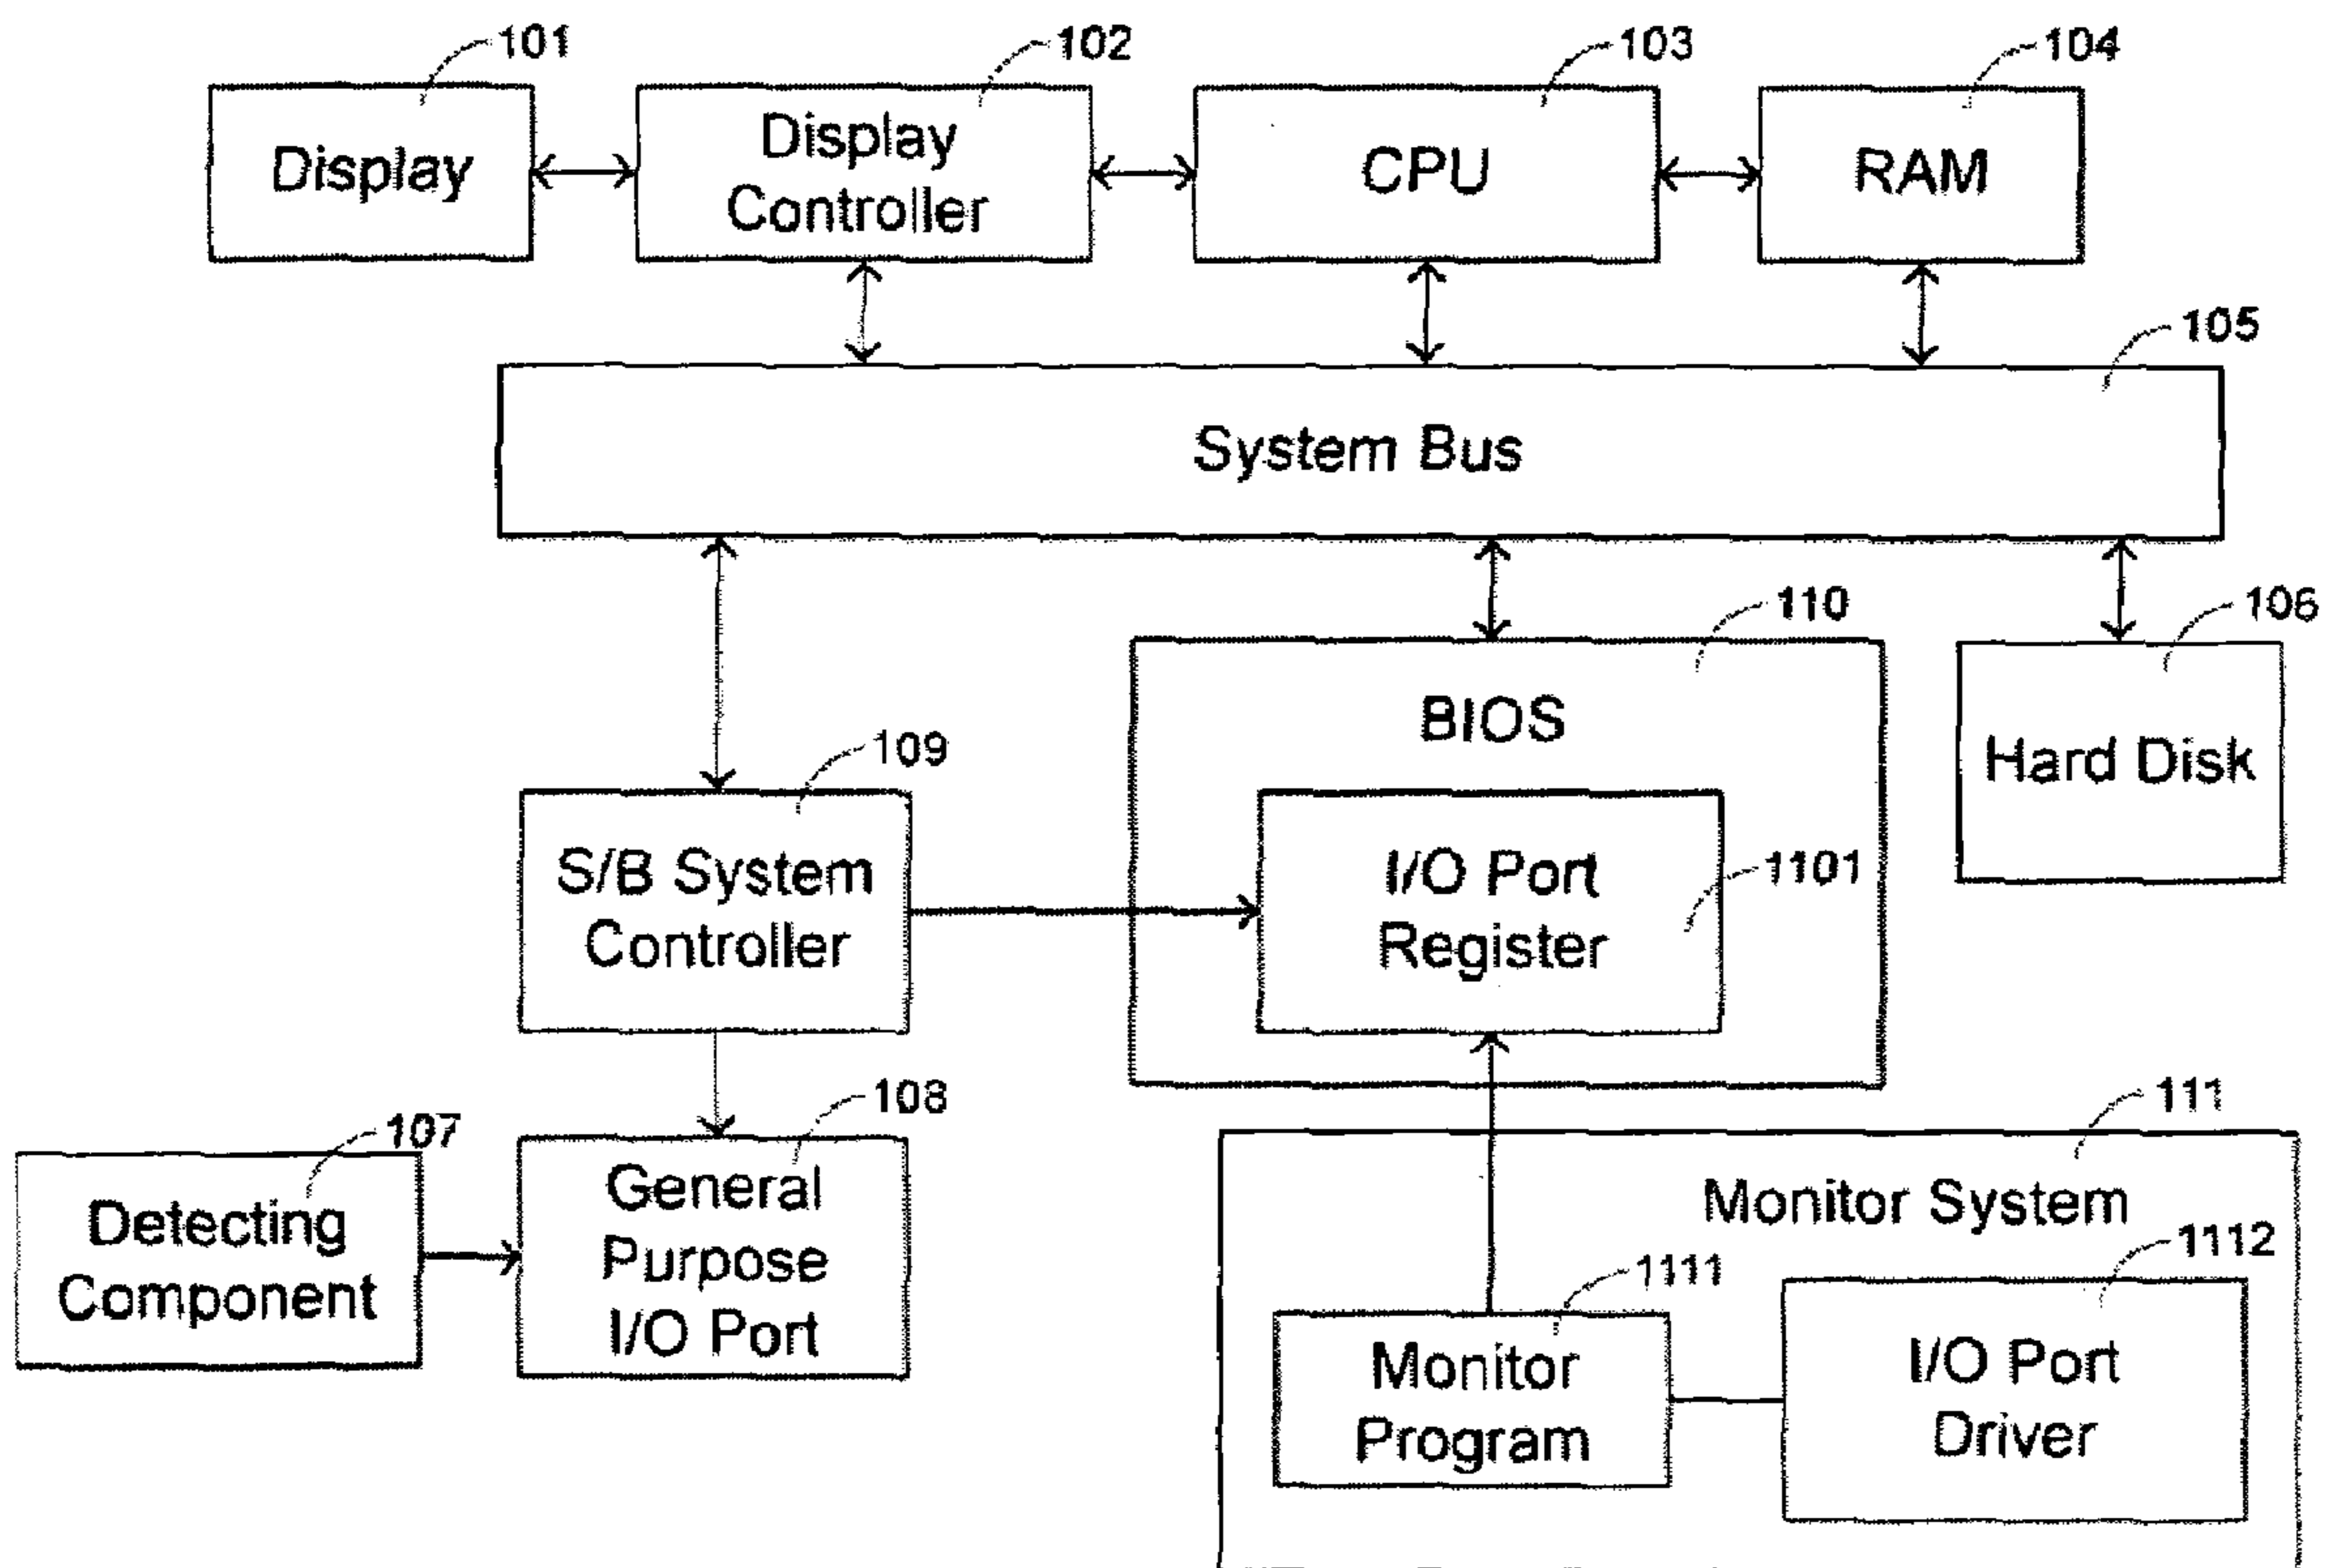 101
102
103
104
Display
Display
Controller
CPU
RAM
105
System Bus
110
106
BIOS
Hard Disk
109
S/B System
Controller
I/O Port
Register
1101
107
108
111
Detecting
Component
General
Purpose
I/O Port
Monitor System
1111
1112
Monitor
Program
I/O Port
Driver